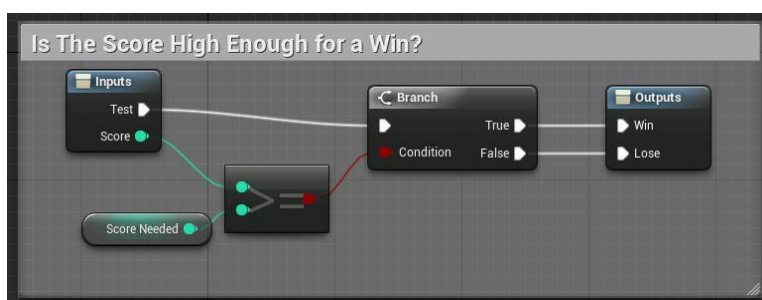 Is The Score High Enough for a Win?
Inputs
Test
Score
Score Needed
>=
Branch
True
Condition
False
Outputs
Win
Lose